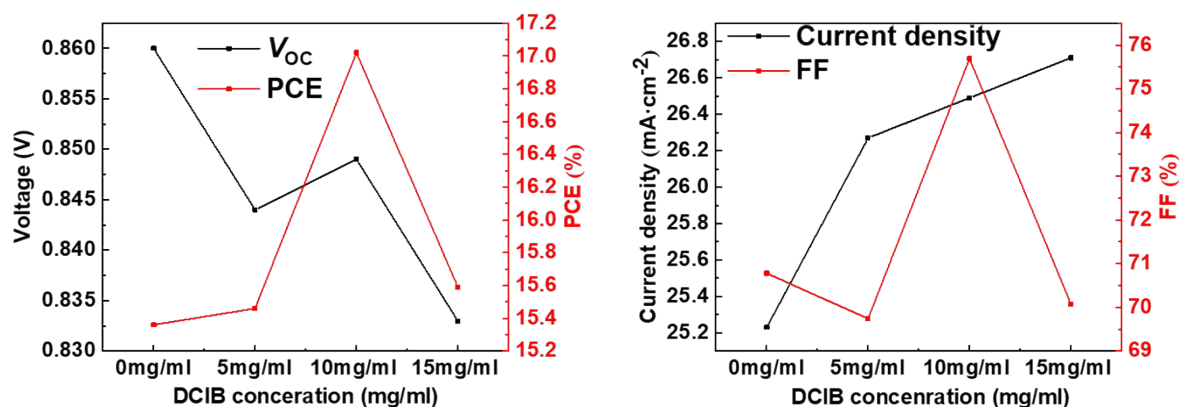 0.860
0.855
0.850
0.845
0.840
0.835
0.830
Voltage (V)
VOC
PCE
17.2
17.0
16.8
16.6
16.4
16.2
16.0
15.8
15.6
15.4
15.2
PCE (%)
0mg/ml 5mg/ml 10mg/ml 15mg/ml
DCIB conceration (mg/ml)
26.8
26.6
26.4
26.2
26.0
25.8
25.6
25.4
25.2
Current density (mA·cm-2)
Current density
FF
76
75
74
73
72
71
70
69
FF (%)
0mg/ml 5mg/ml 10mg/ml 15mg/ml
DCIB concenration (mg/ml)